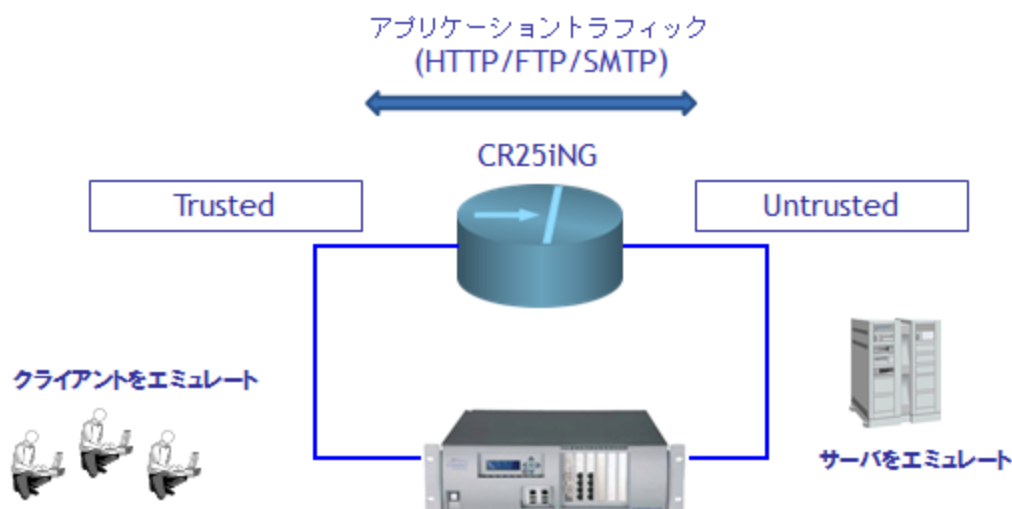 アプリケーショントラフィック
(HTTP/FTP/SMTP)
CR25iNG
Trusted
Untrusted
クライアントをエミュレート
サーバをエミュレート